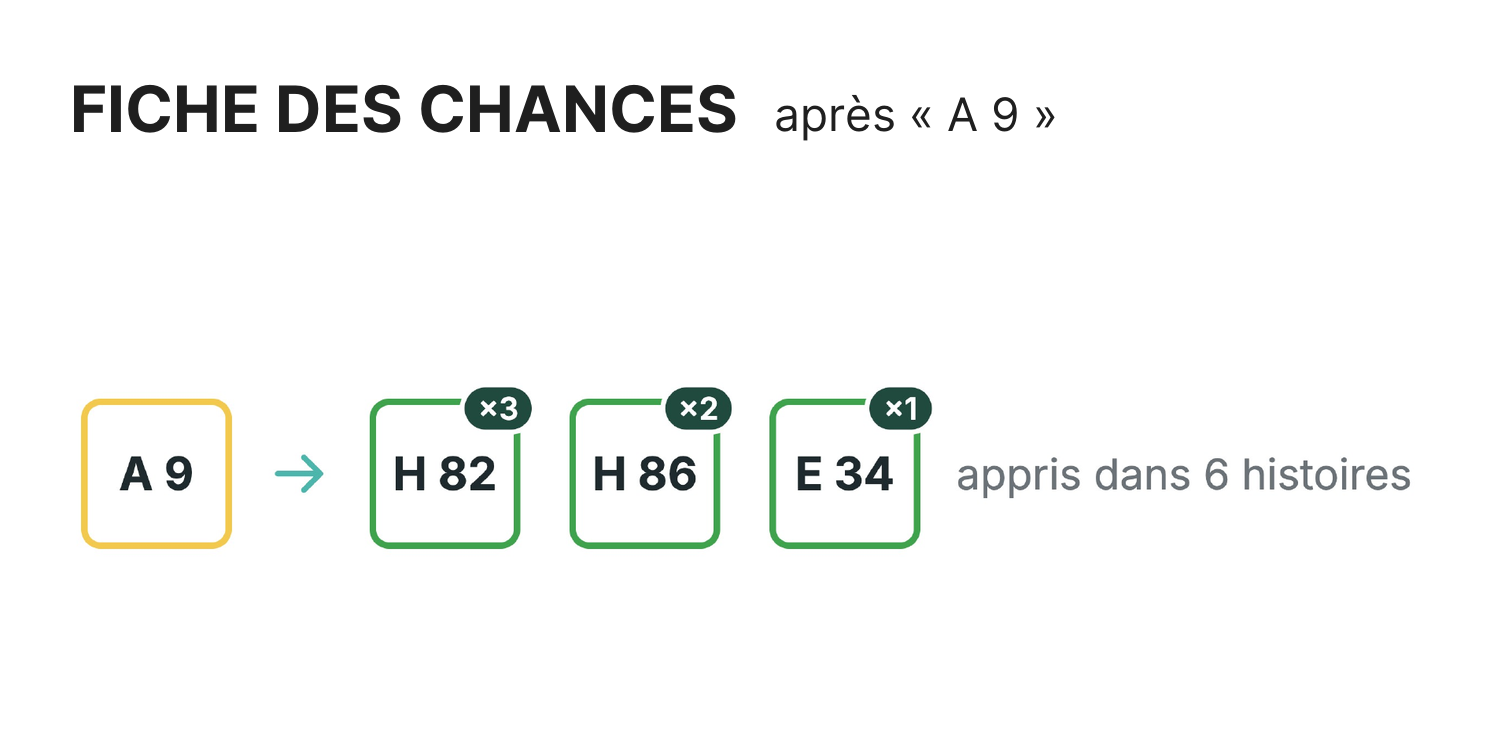 FICHE DES CHANCES après « A 9 »
×3 ×2 ×1
A 9 → H 82 H 86 E 34 appris dans 6 histoires